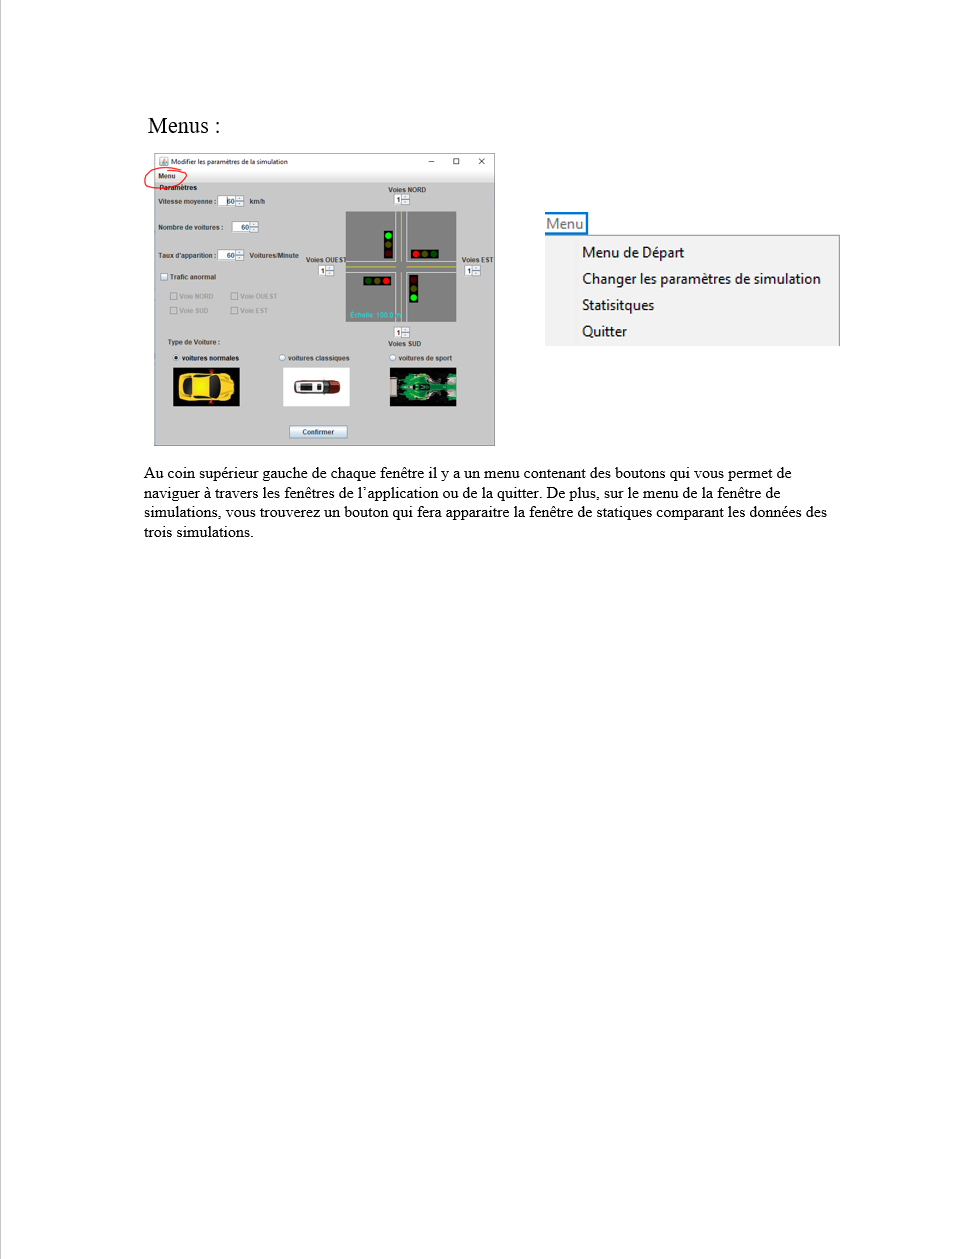 Menus :
Modifier les paramètres de la simulation
Menu
Paramètres
Vitesse moyenne : 60 km/h
Nombre de voitures : 60
Taux d'apparition : 60 Voitures/Minute
Trafic anormal
Voie NORD Voie OUEST
Voie SUD Voie EST
Voies NORD
1
Voies OUEST
1
Voies EST
1
Échelle 100.0 m
1
Voies SUD
Type de Voiture :
voitures normales voitures classiques voitures de sport
Confirmer
Menu
Menu de Départ
Changer les paramètres de simulation
Statisitques
Quitter
Au coin supérieur gauche de chaque fenêtre il y a un menu contenant des boutons qui vous permet de
naviguer à travers les fenêtres de l’application ou de la quitter. De plus, sur le menu de la fenêtre de
simulations, vous trouverez un bouton qui fera apparaitre la fenêtre de statiques comparant les données des
trois simulations.